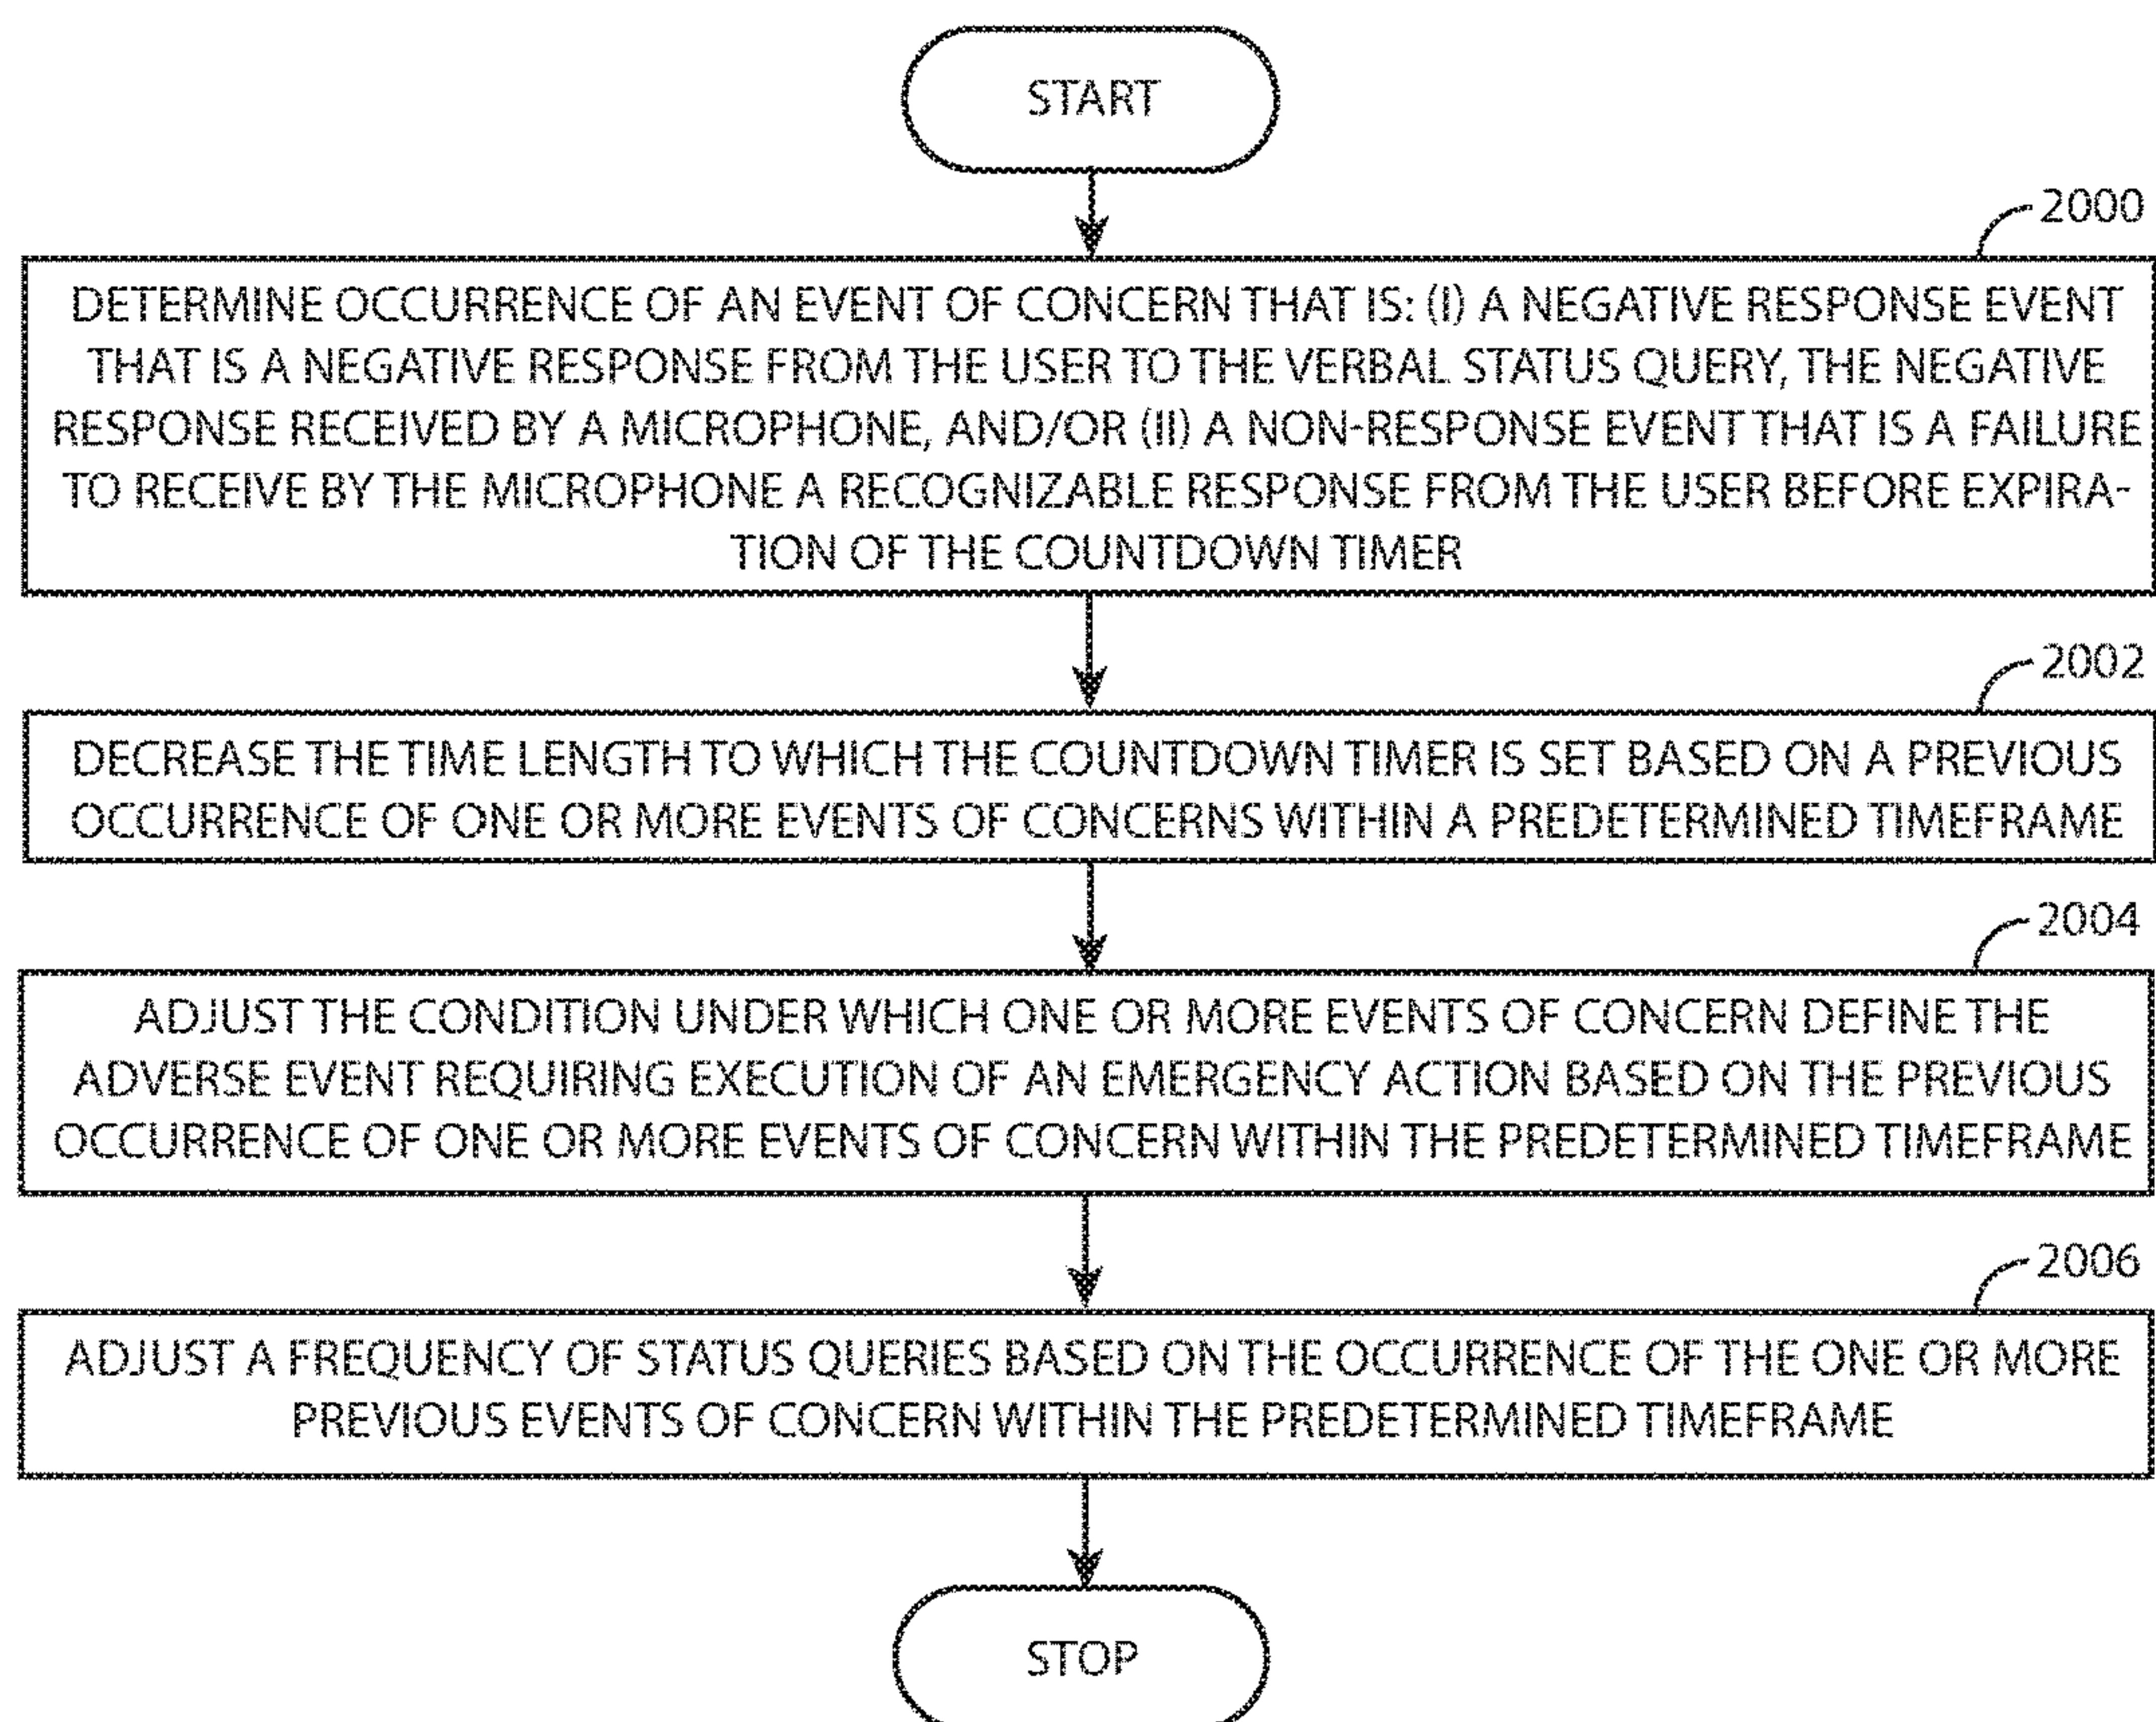 START
2000
DETERMINE OCCURRENCE OF AN EVENT OF CONCERN THAT IS: (I) A NEGATIVE RESPONSE EVENT
THAT IS A NEGATIVE RESPONSE FROM THE USER TO THE VERBAL STATUS QUERY, THE NEGATIVE
RESPONSE RECEIVED BY A MICROPHONE, AND/OR (II) A NON-RESPONSE EVENT THAT IS A FAILURE
TO RECEIVE BY THE MICROPHONE A RECOGNIZABLE RESPONSE FROM THE USER BEFORE EXPIRA-
TION OF THE COUNTDOWN TIMER
2002
DECREASE THE TIME LENGTH TO WHICH THE COUNTDOWN TIMER IS SET BASED ON A PREVIOUS
OCCURRENCE OF ONE OR MORE EVENTS OF CONCERNS WITHIN A PREDETERMINED TIMEFRAME
2004
ADJUST THE CONDITION UNDER WHICH ONE OR MORE EVENTS OF CONCERN DEFINE THE
ADVERSE EVENT REQUIRING EXECUTION OF AN EMERGENCY ACTION BASED ON THE PREVIOUS
OCCURRENCE OF ONE OR MORE EVENTS OF CONCERN WITHIN THE PREDETERMINED TIMEFRAME
2006
ADJUST A FREQUENCY OF STATUS QUERIES BASED ON THE OCCURRENCE OF THE ONE OR MORE
PREVIOUS EVENTS OF CONCERN WITHIN THE PREDETERMINED TIMEFRAME
STOP